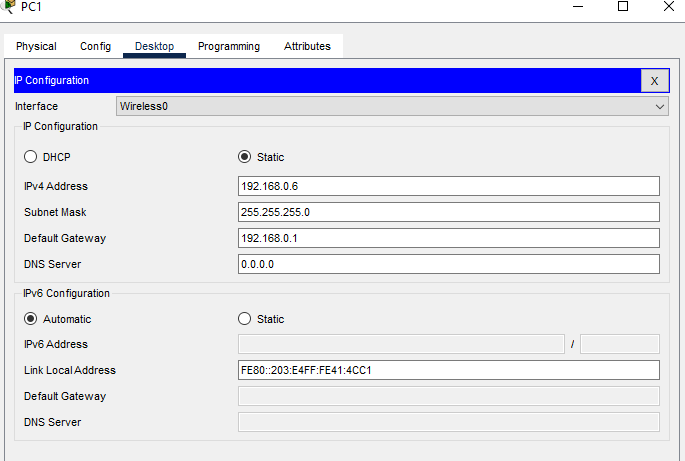 PC1
Physical Config Desktop Programming Attributes
IP Configuration X
Interface Wireless0
IP Configuration
DHCP Static
IPv4 Address 192.168.0.6
Subnet Mask 255.255.255.0
Default Gateway 192.168.0.1
DNS Server 0.0.0.0
IPv6 Configuration
Automatic Static
IPv6 Address /
Link Local Address FE80::203:E4FF:FE41:4CC1
Default Gateway
DNS Server